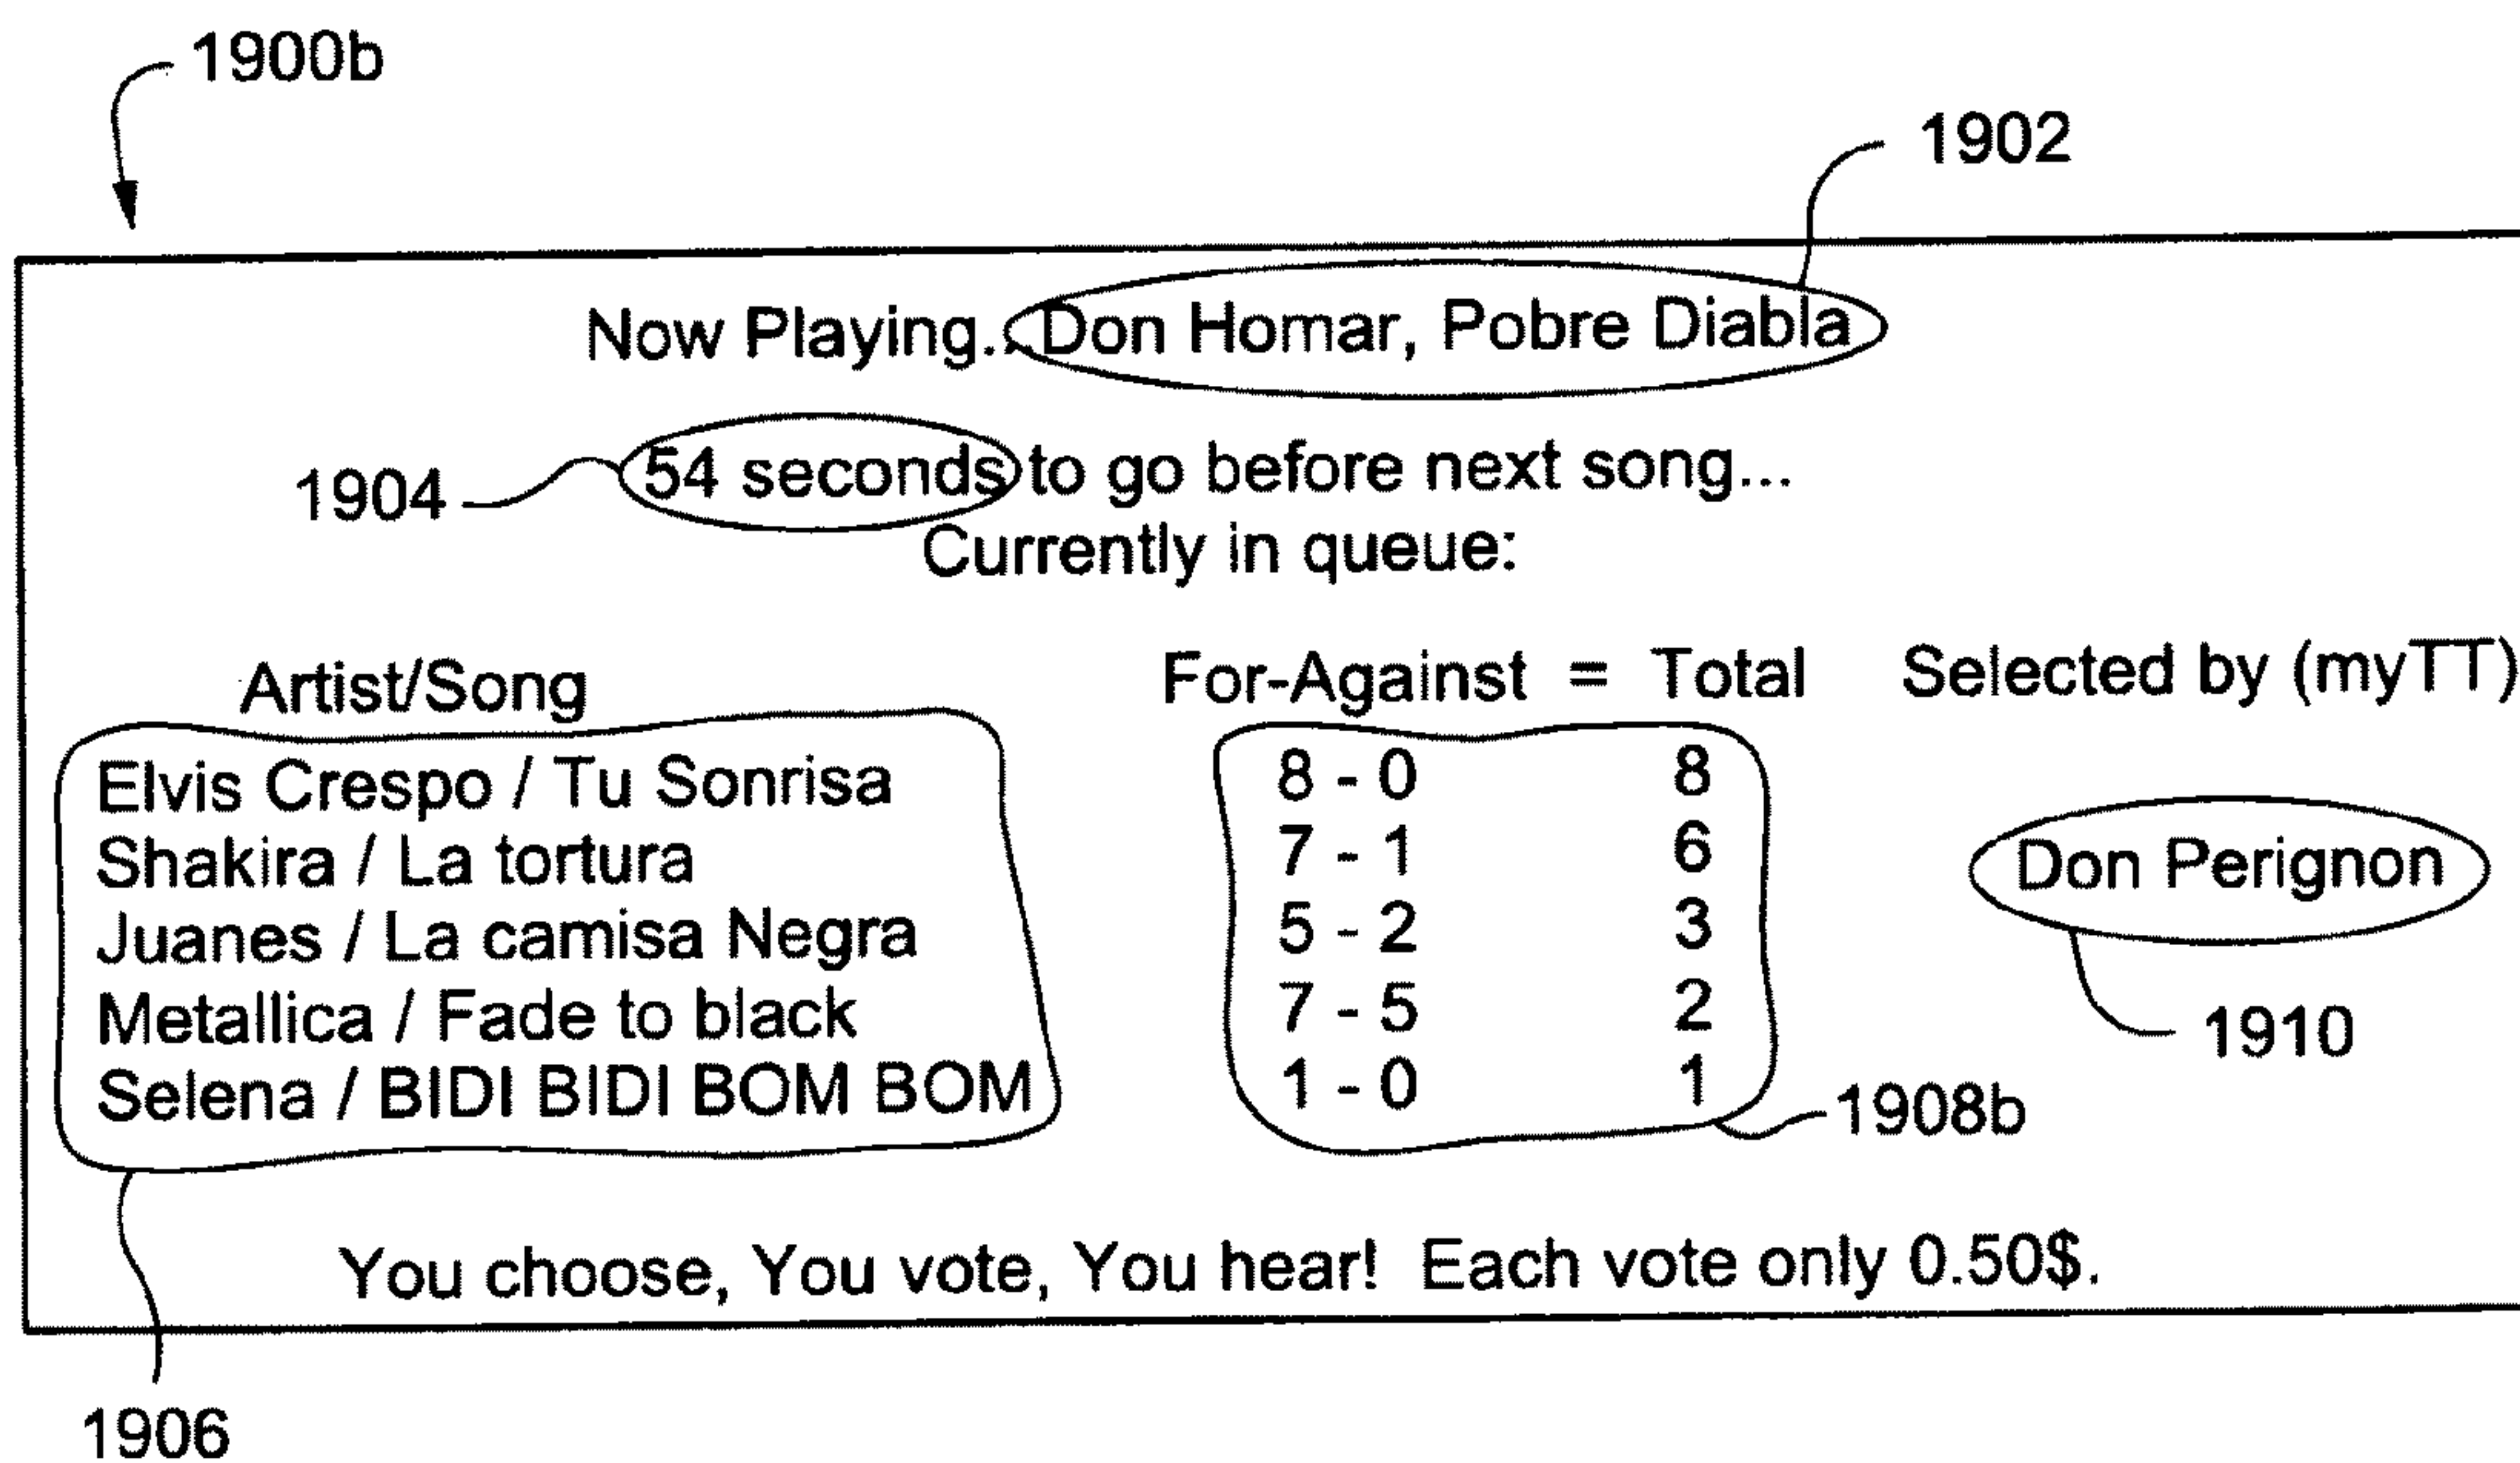 1900b
1902
Now Playing... Don Homar, Pobre Diabla
1904 54 seconds to go before next song...
Currently in queue:
Artist/Song For-Against = Total Selected by (myTT)
Elvis Crespo / Tu Sonrisa 8 - 0 8
Shakira / La tortura 7 - 1 6 Don Perignon
Juanes / La camisa Negra 5 - 2 3
Metallica / Fade to black 7 - 5 2 1910
Selena / BIDI BIDI BOM BOM 1 - 0 1 1908b
You choose, You vote, You hear! Each vote only 0.50$.
1906